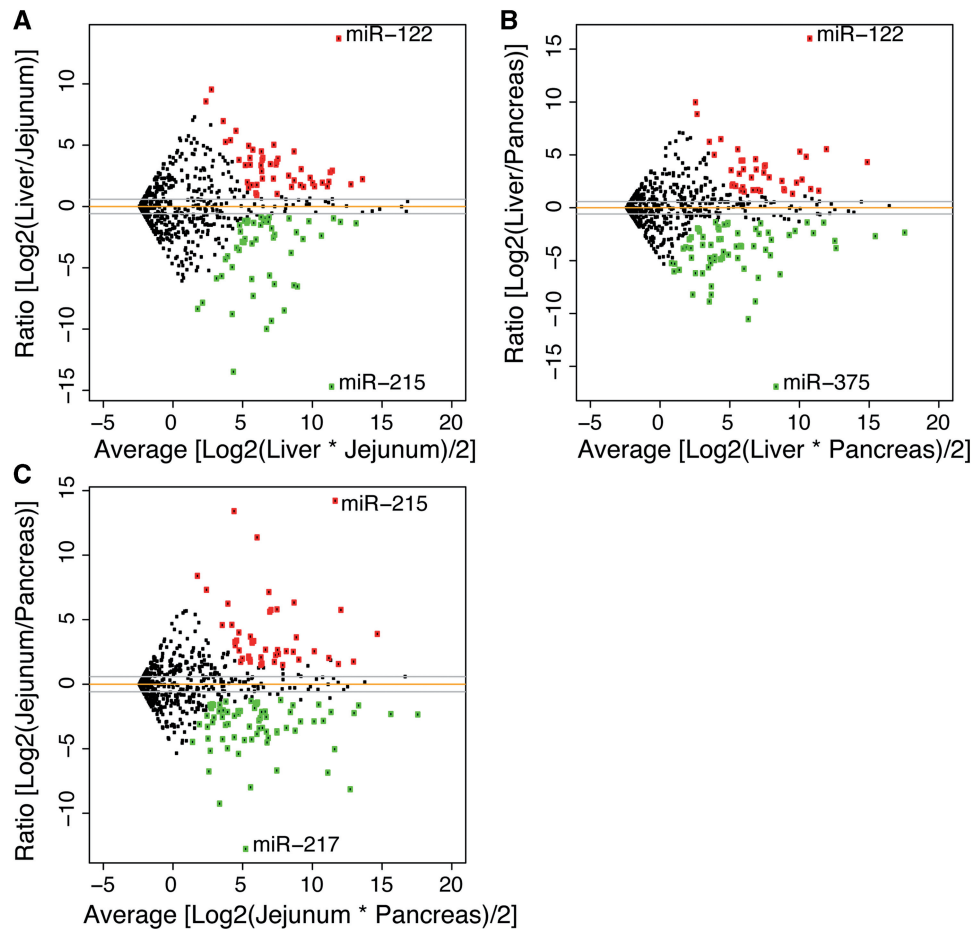 A
Ratio [Log2(Liver/Jejunum)]
10
5
0
−5
−10
−15
miR−122
miR−215
−5 0 5 10 15 20
Average [Log2(Liver * Jejunum)/2]
B
Ratio [Log2(Liver/Pancreas)]
15
10
5
0
−5
−10
−15
miR−122
miR−375
−5 0 5 10 15 20
Average [Log2(Liver * Pancreas)/2]
C
Ratio [Log2(Jejunum/Pancreas)]
15
10
5
0
−5
−10
miR−215
miR−217
−5 0 5 10 15 20
Average [Log2(Jejunum * Pancreas)/2]